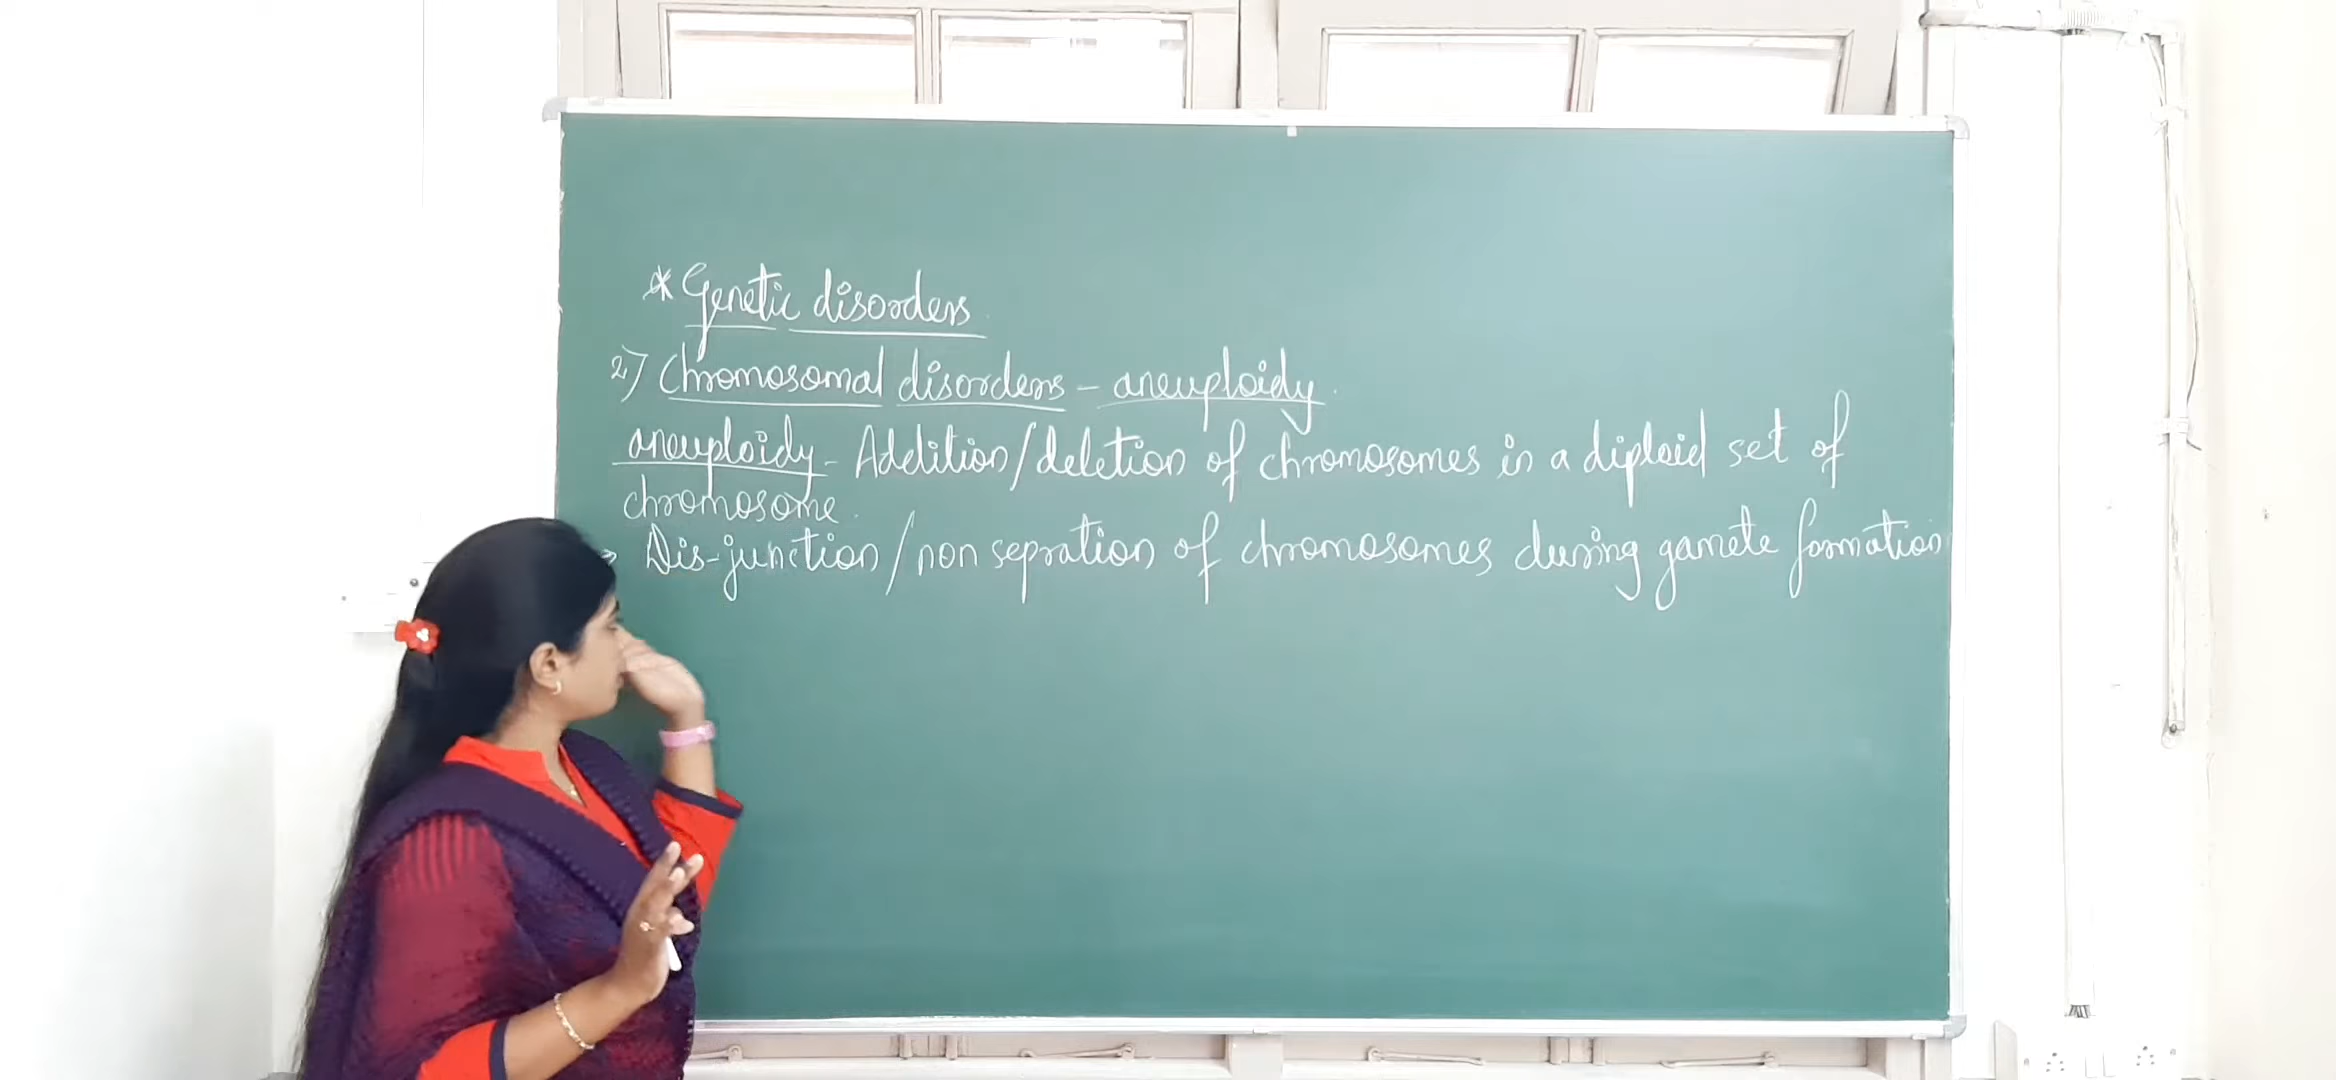 * Genetic disorders
2) Chromosomal disorders - aneuploidy.
aneuploidy - Addition/deletion of chromosomes in a diploid set of
chromosome.
Dis-junction/non sepration of chromosomes during gamete formation